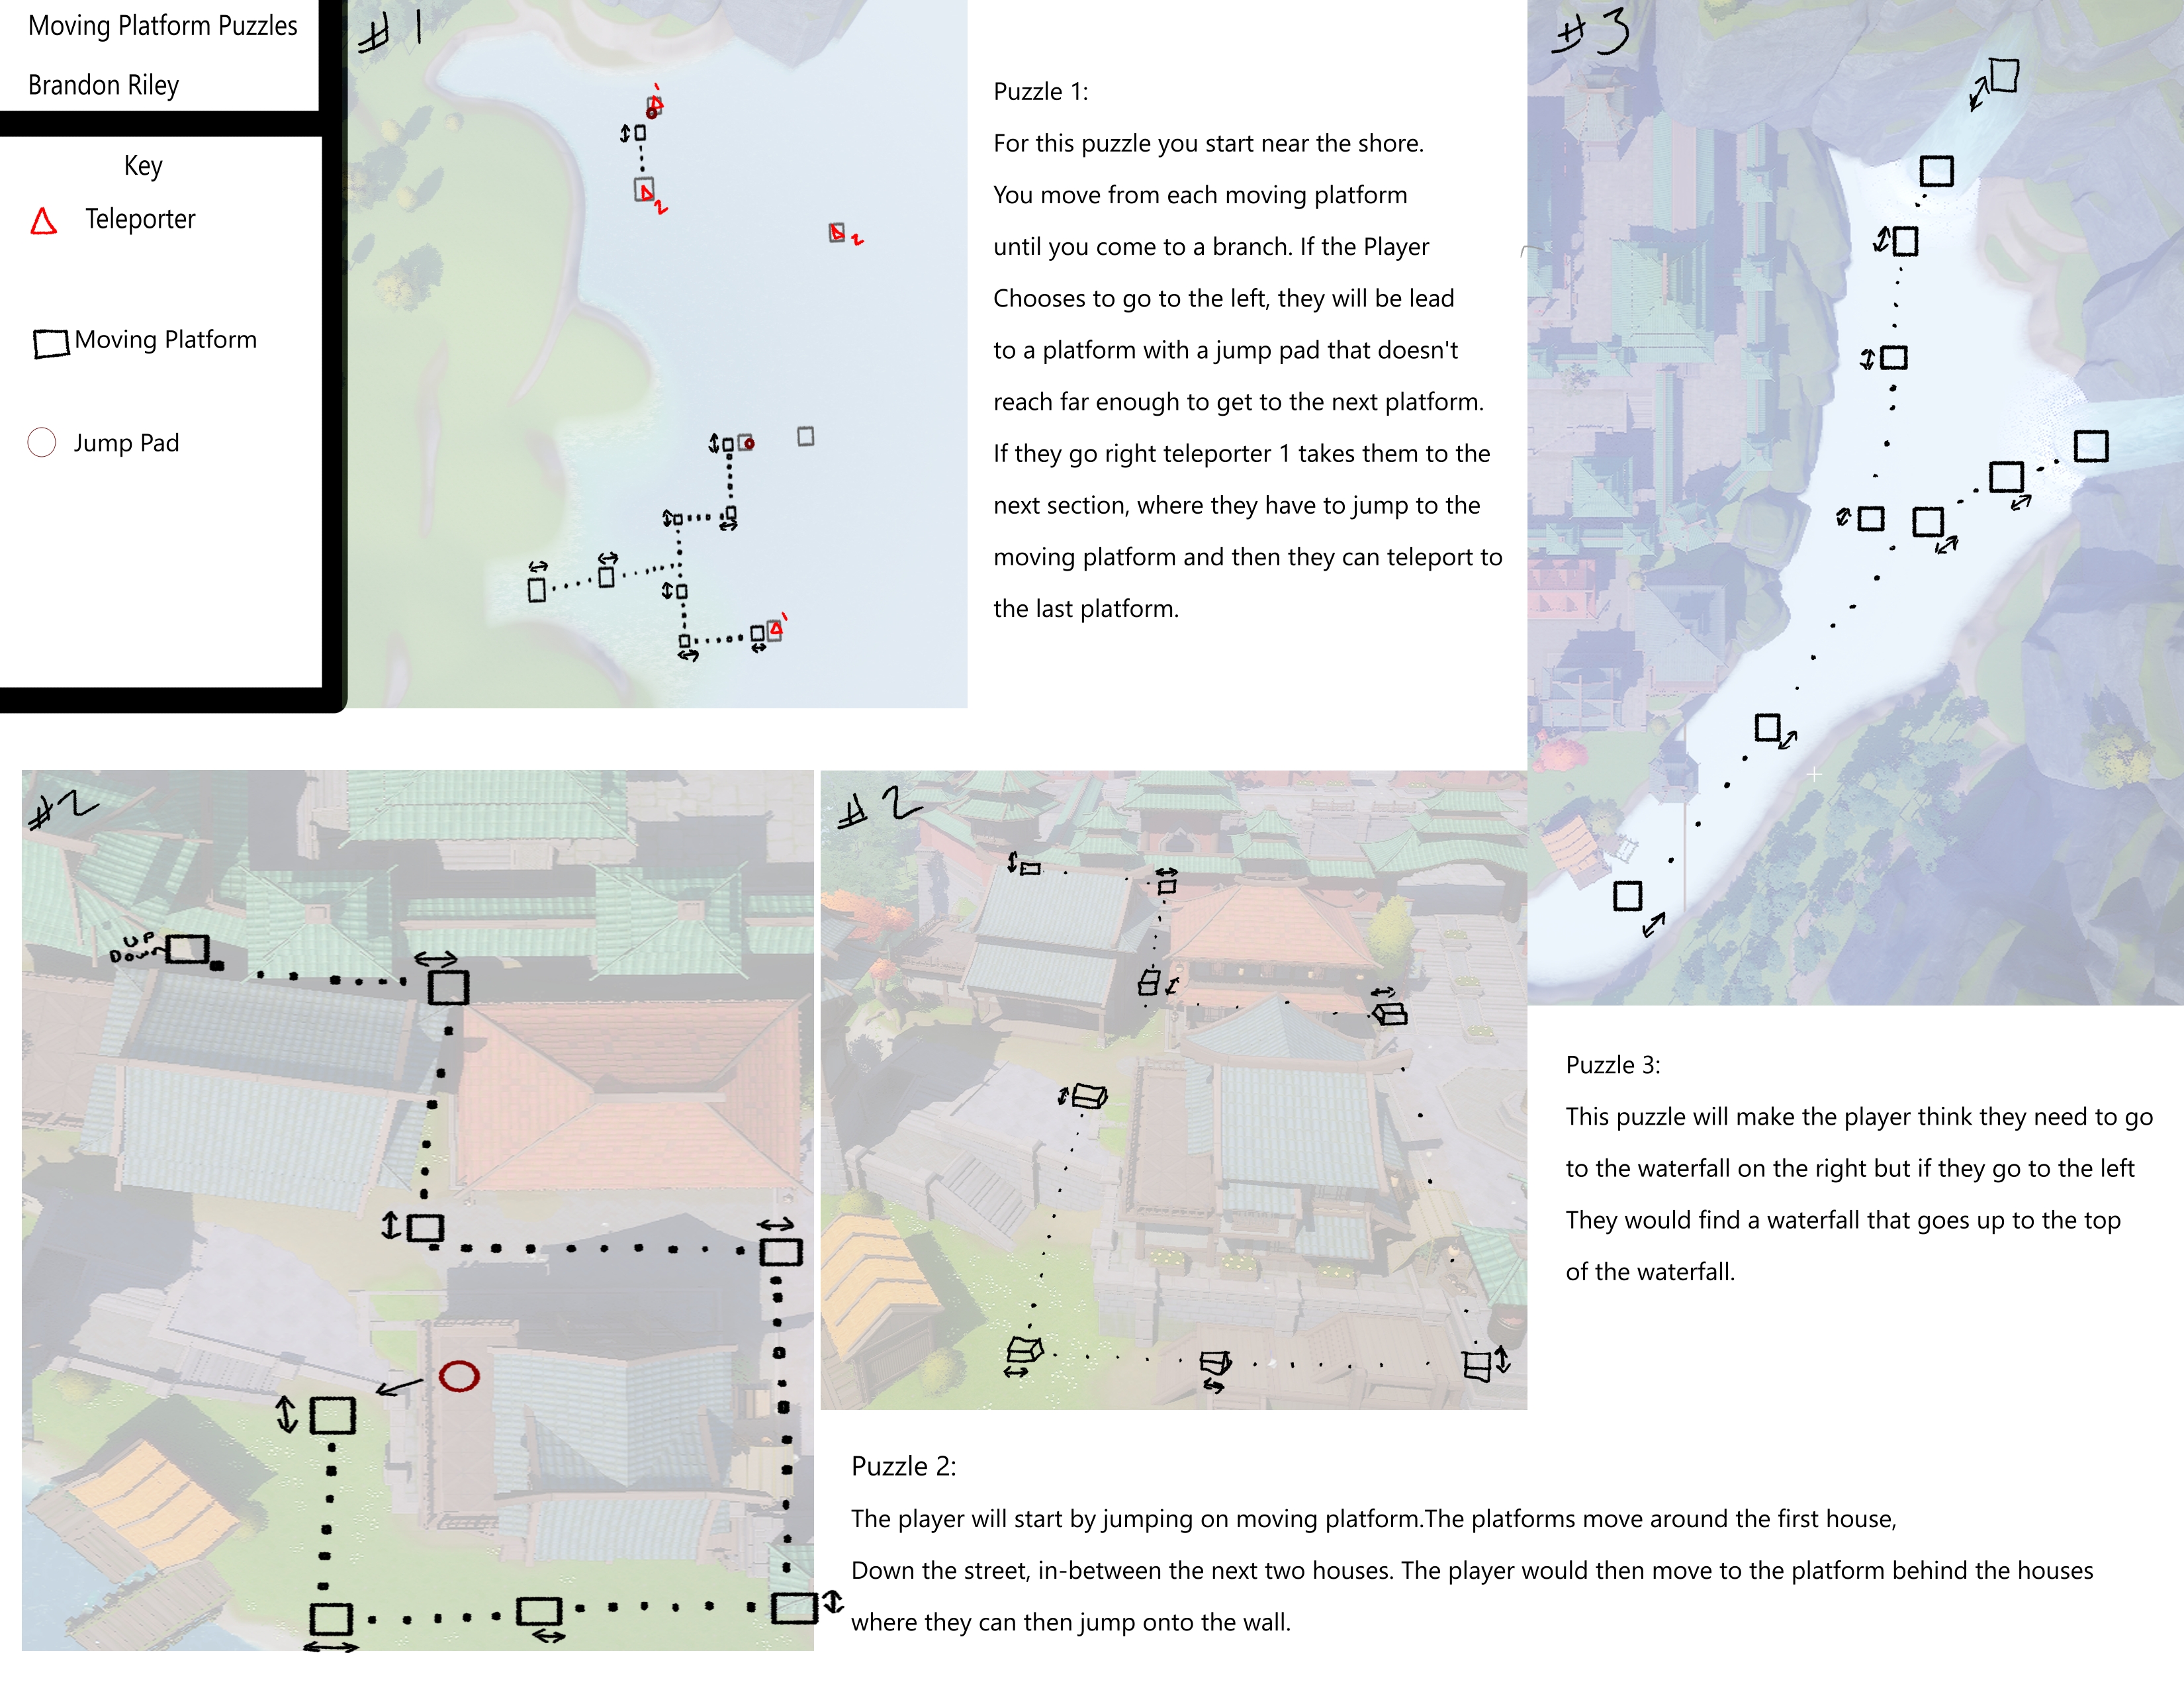 Moving Platform Puzzles
Brandon Riley
Key
Teleporter
Moving Platform
Jump Pad
#1
1
2
2
1
Puzzle 1:
For this puzzle you start near the shore.
You move from each moving platform
until you come to a branch. If the Player
Chooses to go to the left, they will be lead
to a platform with a jump pad that doesn't
reach far enough to get to the next platform.
If they go right teleporter 1 takes them to the
next section, where they have to jump to the
moving platform and then they can teleport to
the last platform.
#3
#2
UP
Down
#2
Puzzle 3:
This puzzle will make the player think they need to go
to the waterfall on the right but if they go to the left
They would find a waterfall that goes up to the top
of the waterfall.
Puzzle 2:
The player will start by jumping on moving platform.The platforms move around the first house,
Down the street, in-between the next two houses. The player would then move to the platform behind the houses
where they can then jump onto the wall.